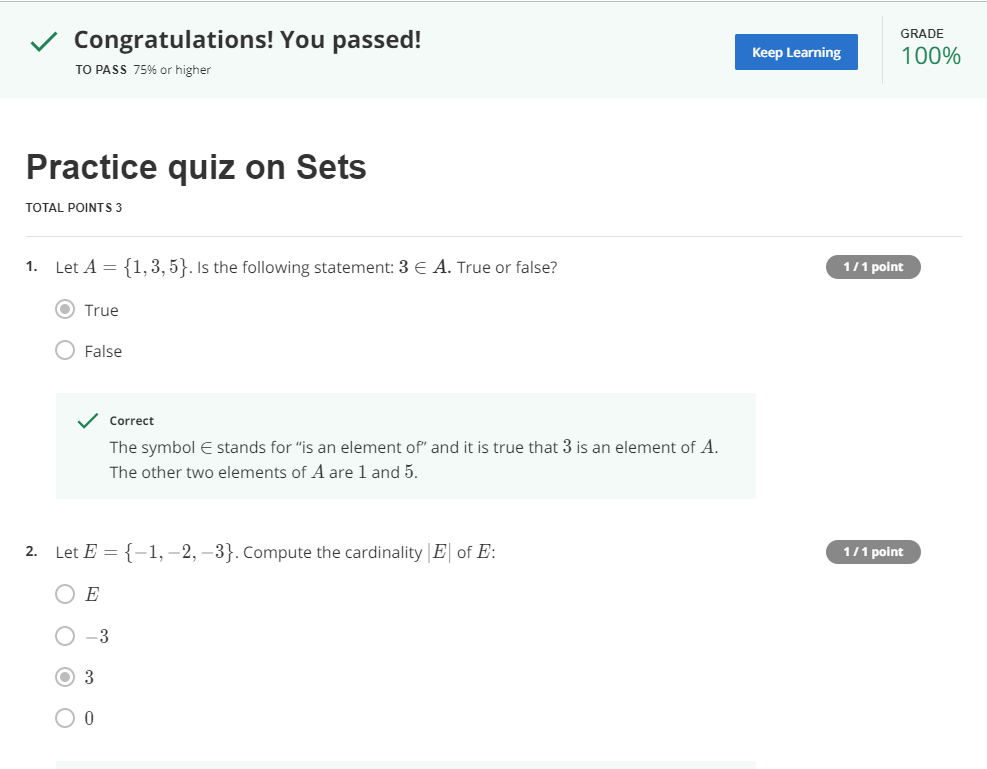 Congratulations! You passed!
TO PASS 75% or higher
Keep Learning
GRADE
100%
Practice quiz on Sets
TOTAL POINTS 3
1. Let A = {1, 3, 5}. Is the following statement: 3 ∈ A. True or false?
1 / 1 point
True
False
Correct
The symbol ∈ stands for “is an element of” and it is true that 3 is an element of A.
The other two elements of A are 1 and 5.
2. Let E = {−1, −2, −3}. Compute the cardinality |E| of E:
1 / 1 point
E
−3
3
0